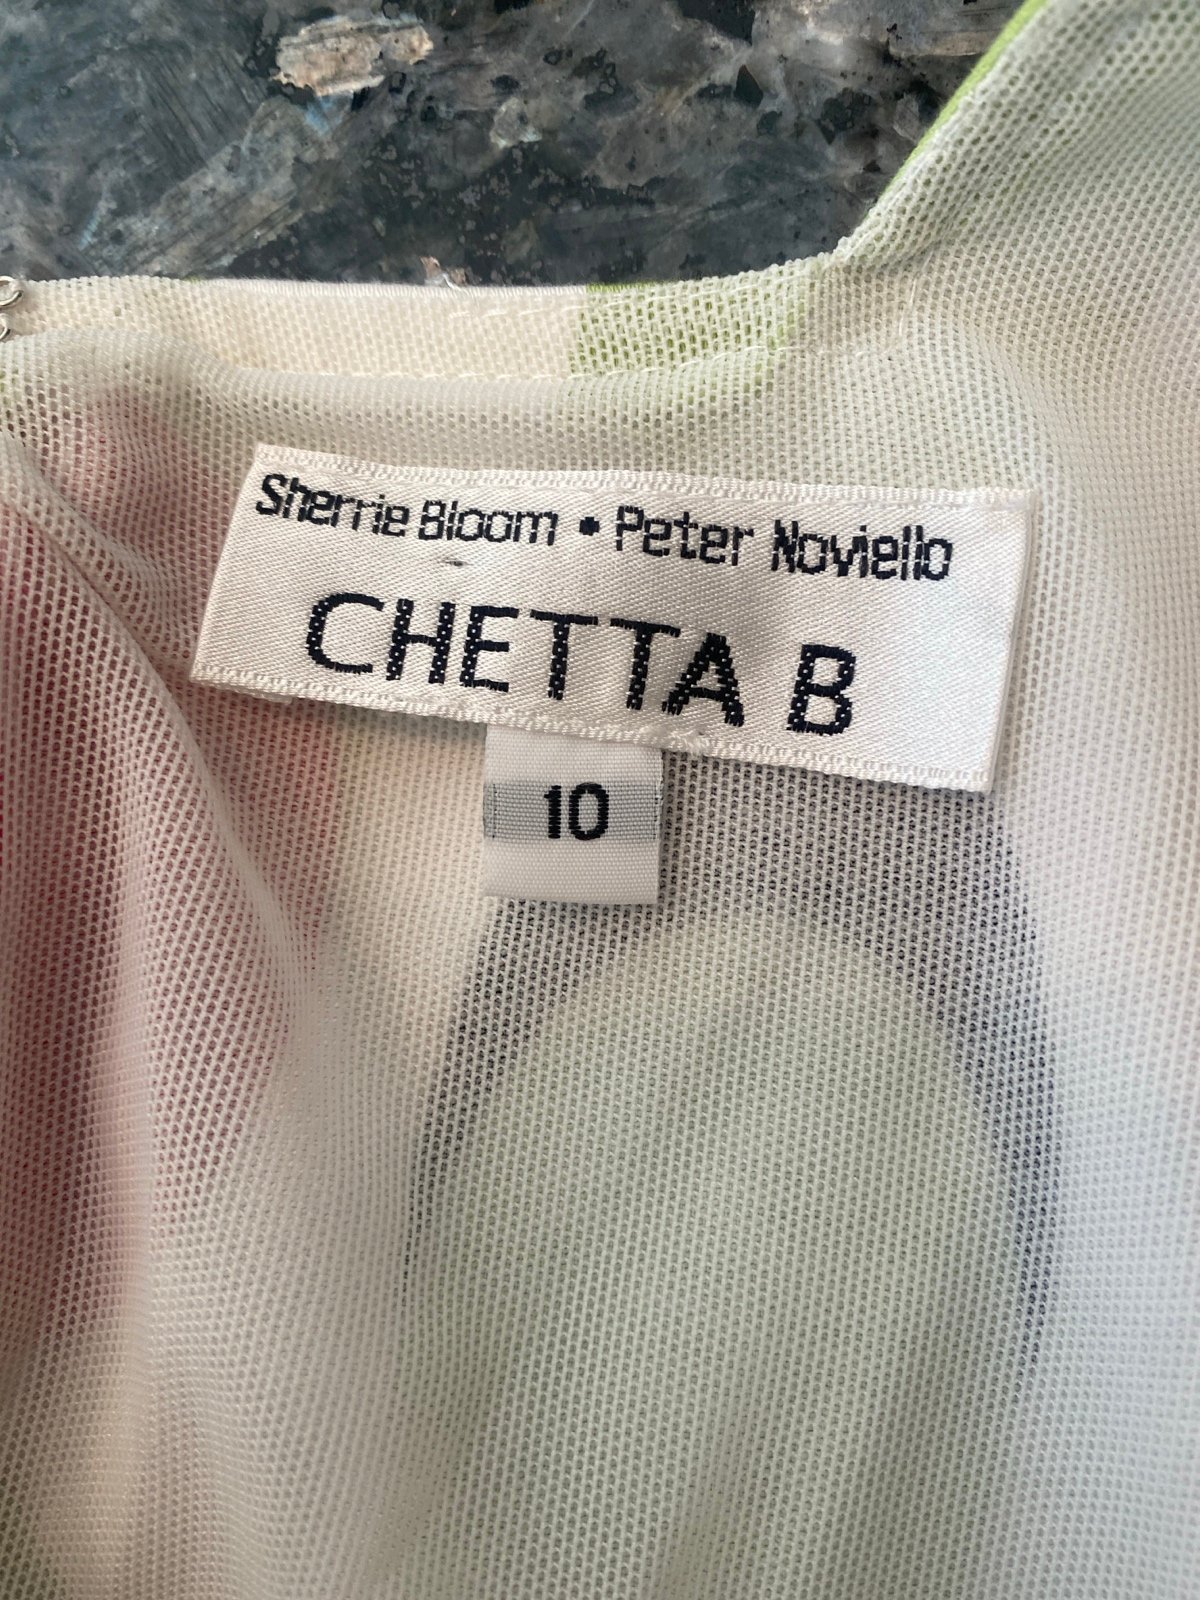 Sherrie Bloom • Peter Noviello
CHETTA B
10